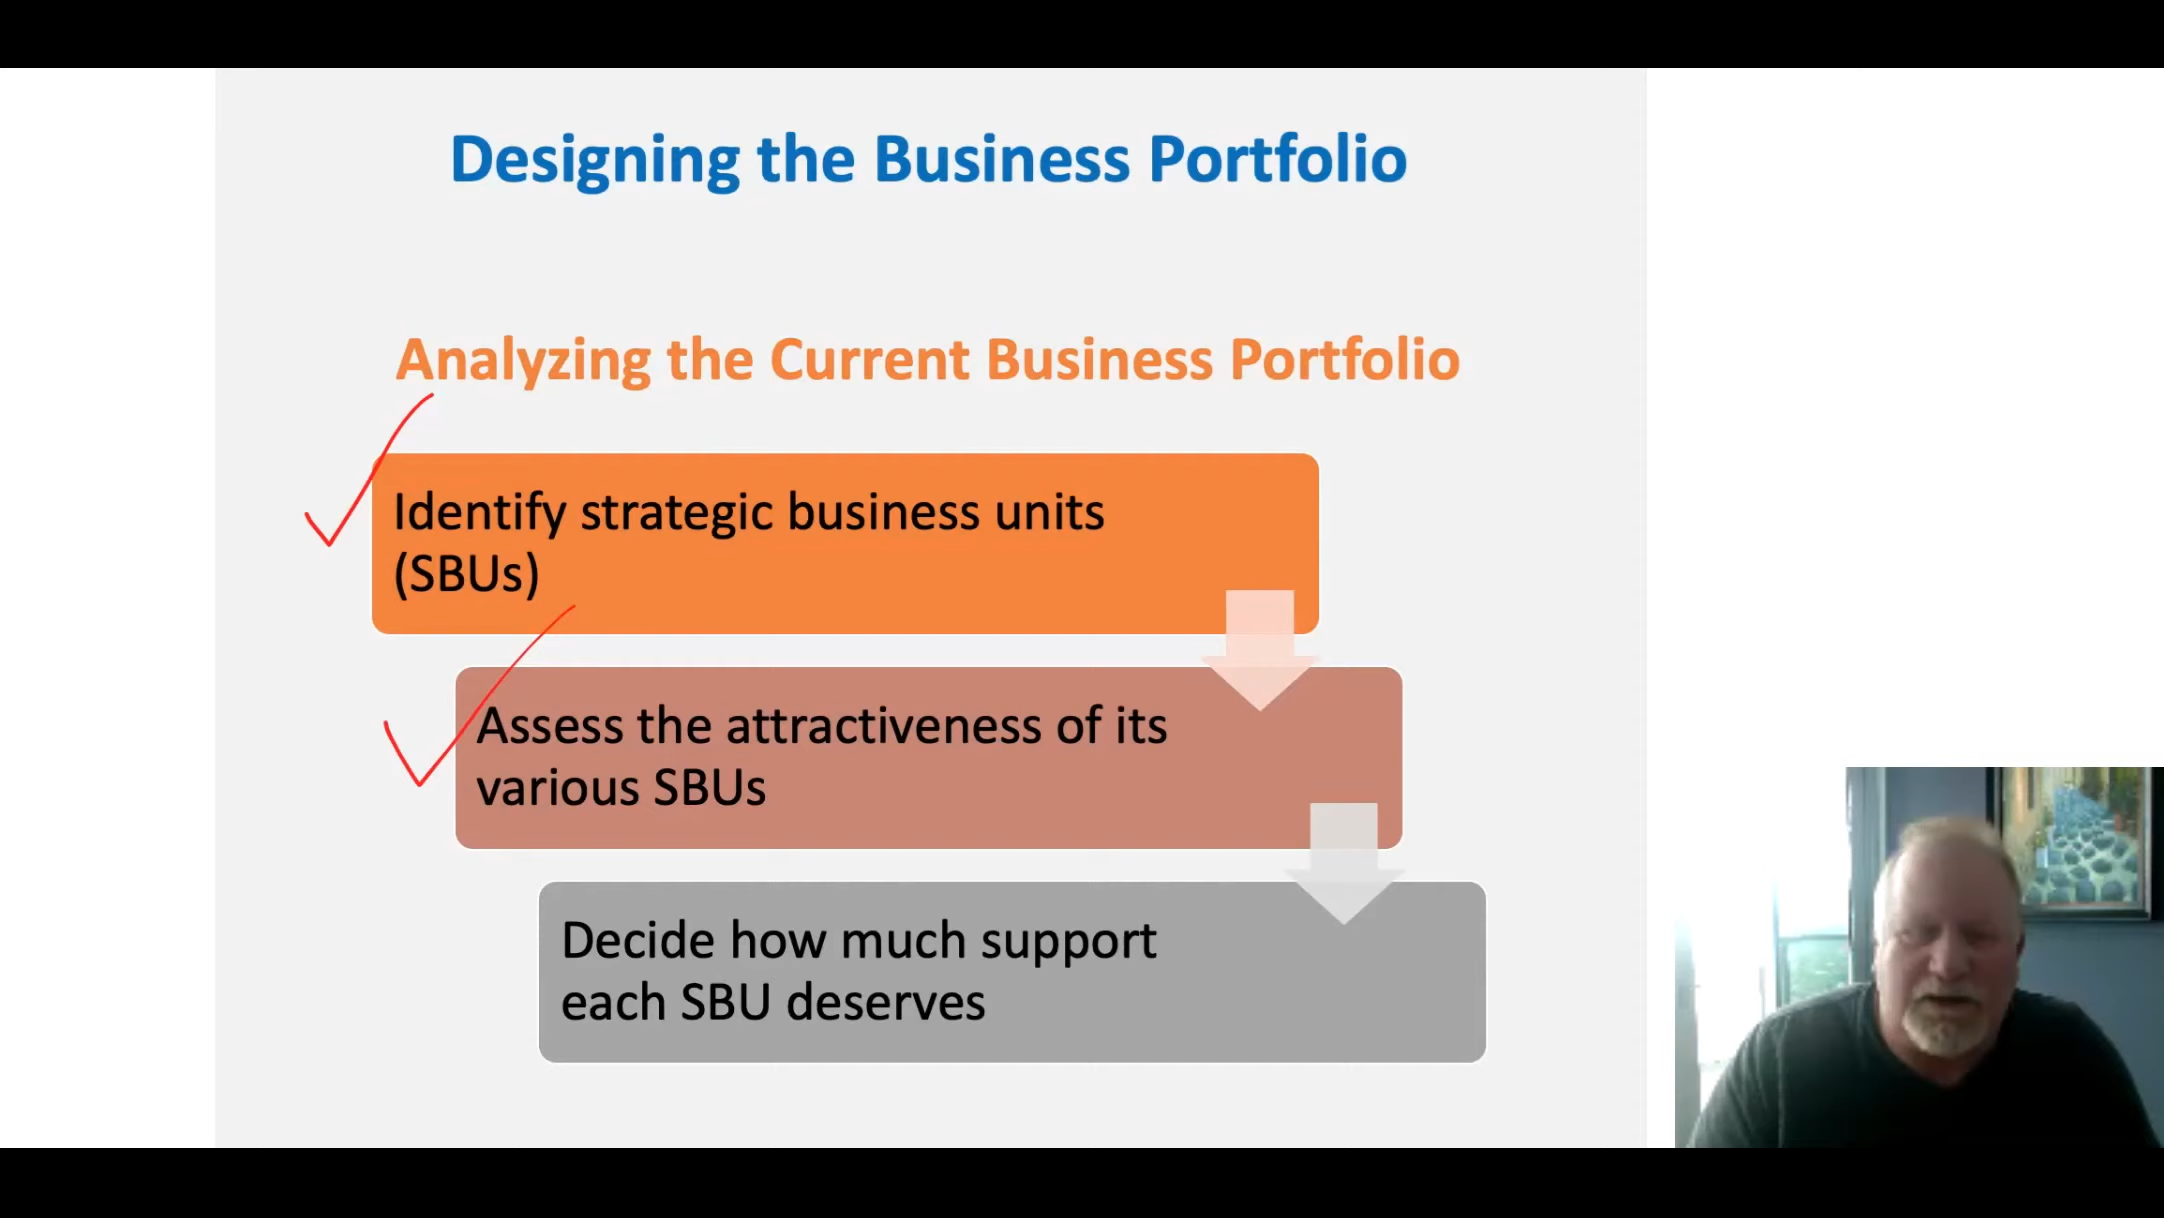 Designing the Business Portfolio
Analyzing the Current Business Portfolio
Identify strategic business units
(SBUs)
Assess the attractiveness of its
various SBUs
Decide how much support
each SBU deserves